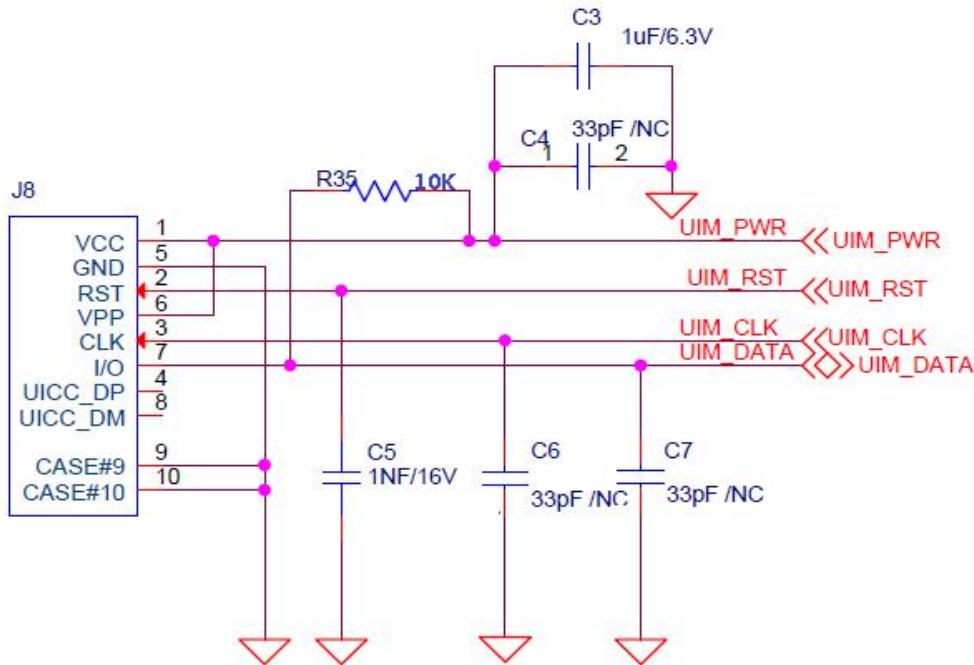 C3
1uF/6.3V
C4
33pF /NC
1
2
R35
10K
J8
VCC
1
UIM_PWR
UIM_PWR
GND
5
RST
2
UIM_RST
UIM_RST
VPP
6
CLK
3
UIM_CLK
UIM_CLK
I/O
7
UIM_DATA
UIM_DATA
UICC_DP
4
UICC_DM
8
CASE#9
9
CASE#10
10
C5
1NF/16V
C6
33pF /NC
C7
33pF /NC